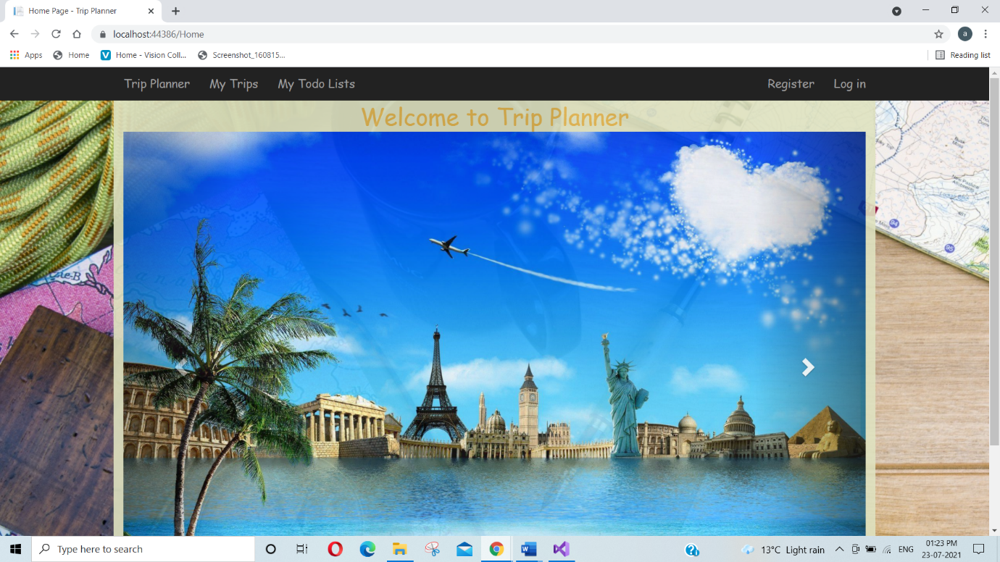 Home Page - Trip Planner
localhost:44386/Home
a
Apps
Home
Home - Vision Coll...
Screenshot_160815...
Reading list
Trip Planner
My Trips
My Todo Lists
Register
Log in
Welcome to Trip Planner
94
95
Type here to search
13°C Light rain
ENG
01:23 PM
23-07-2021